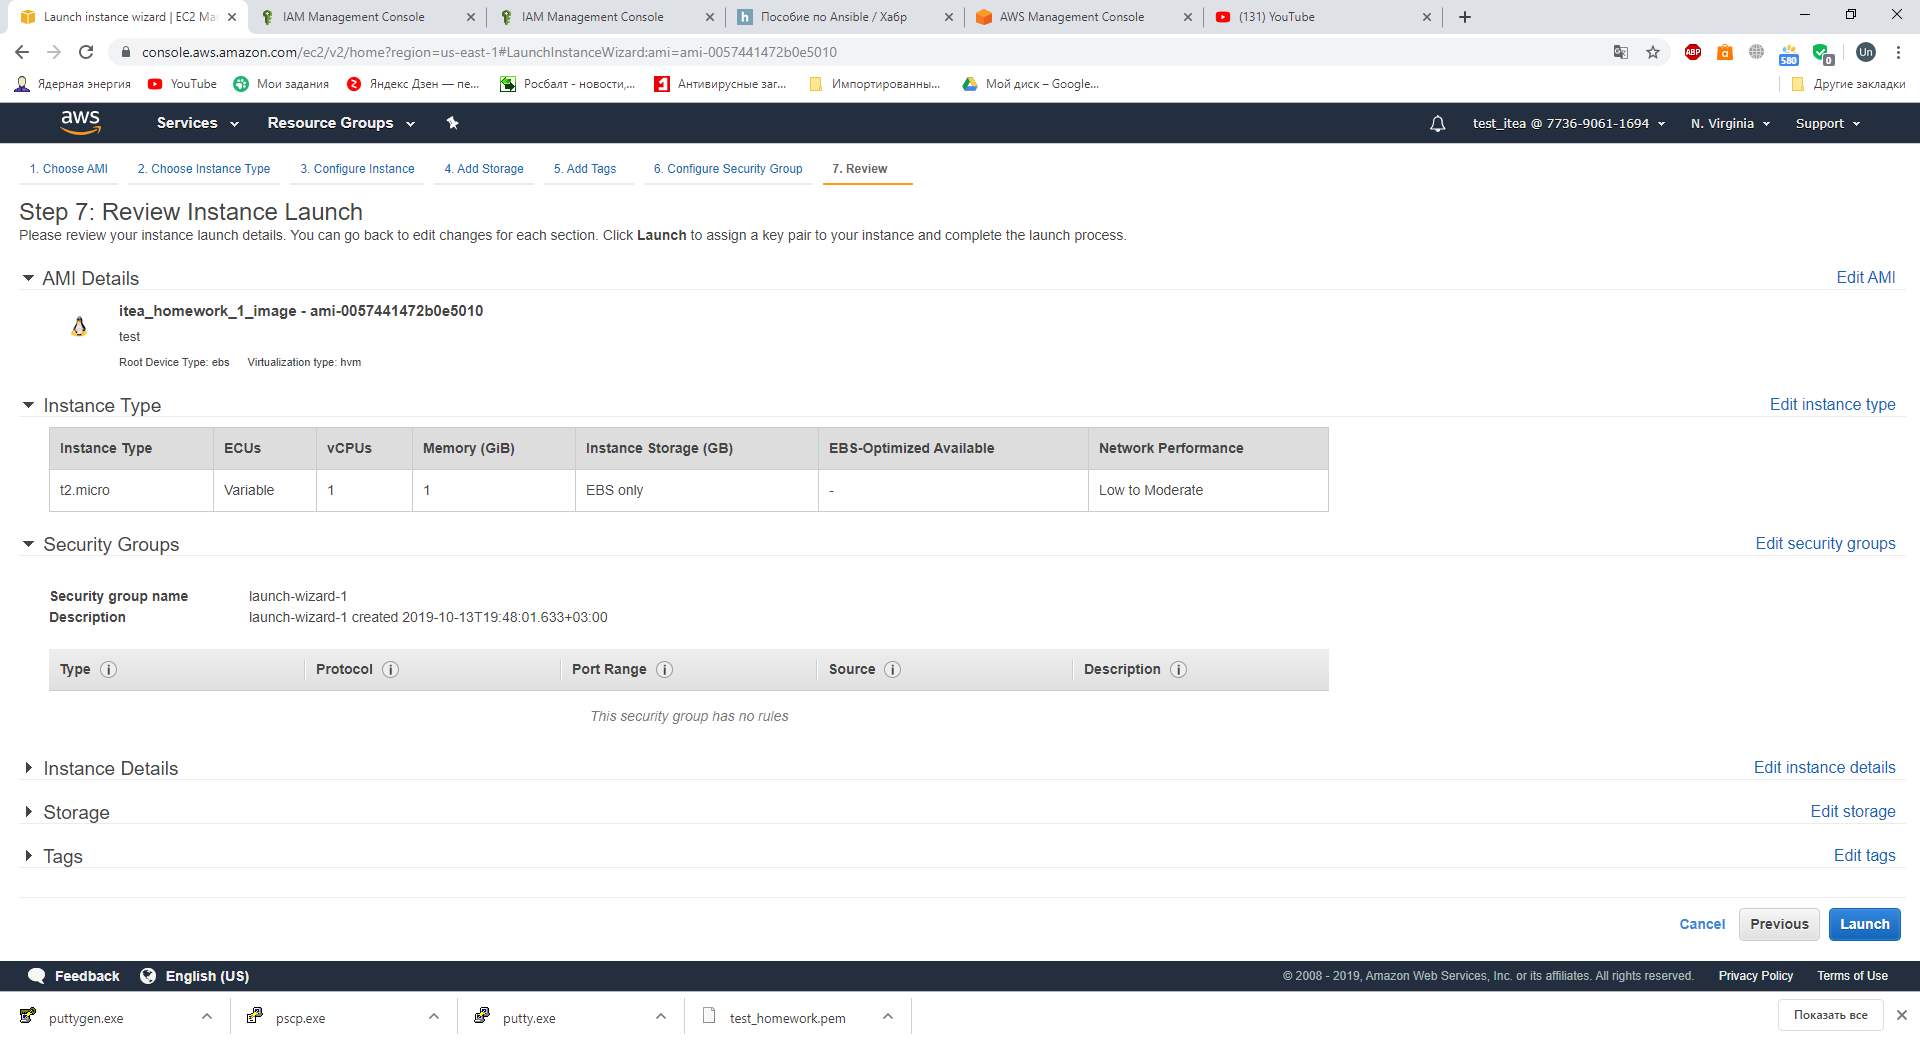 Launch instance wizard | EC2 Ma
IAM Management Console
IAM Management Console
Пособие по Ansible / Хабр
AWS Management Console
(131) YouTube
console.aws.amazon.com/ec2/v2/home?region=us-east-1#LaunchInstanceWizard:ami=ami-0057441472b0e5010
ABP
a
580
0
Un
Ядерная энергия
YouTube
Мои задания
Яндекс Дзен — пе...
Росбалт - новости,...
Антивирусные заг...
Импортированны...
Мой диск – Google...
Другие закладки
aws
Services
Resource Groups
test_itea @ 7736-9061-1694
N. Virginia
Support
1. Choose AMI
2. Choose Instance Type
3. Configure Instance
4. Add Storage
5. Add Tags
6. Configure Security Group
7. Review
Step 7: Review Instance Launch
Please review your instance launch details. You can go back to edit changes for each section. Click Launch to assign a key pair to your instance and complete the launch process.
AMI Details
Edit AMI
itea_homework_1_image - ami-0057441472b0e5010
test
Root Device Type: ebs Virtualization type: hvm
Instance Type
Edit instance type
Instance Type ECUs vCPUs Memory (GiB) Instance Storage (GB) EBS-Optimized Available Network Performance
t2.micro Variable 1 1 EBS only - Low to Moderate
Security Groups
Edit security groups
Security group name launch-wizard-1
Description launch-wizard-1 created 2019-10-13T19:48:01.633+03:00
Type i Protocol i Port Range i Source i Description i
This security group has no rules
Instance Details
Edit instance details
Storage
Edit storage
Tags
Edit tags
Cancel
Previous
Launch
Feedback
English (US)
© 2008 - 2019, Amazon Web Services, Inc. or its affiliates. All rights reserved.
Privacy Policy
Terms of Use
puttygen.exe
pscp.exe
putty.exe
test_homework.pem
Показать все